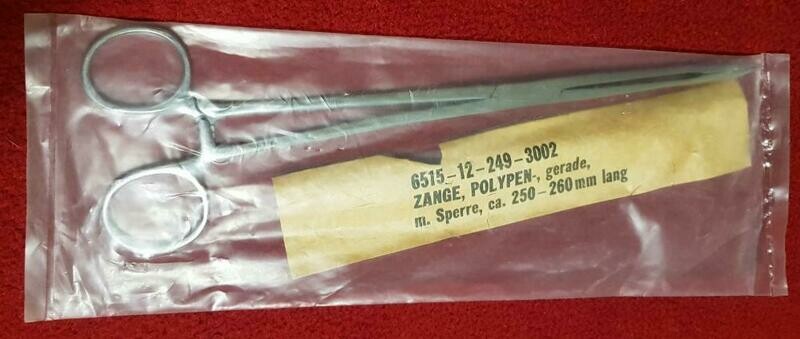 6515-12-249-3002
ZANGE, POLYPEN-, gerade,
m. Sperre, ca. 250-260mm lang